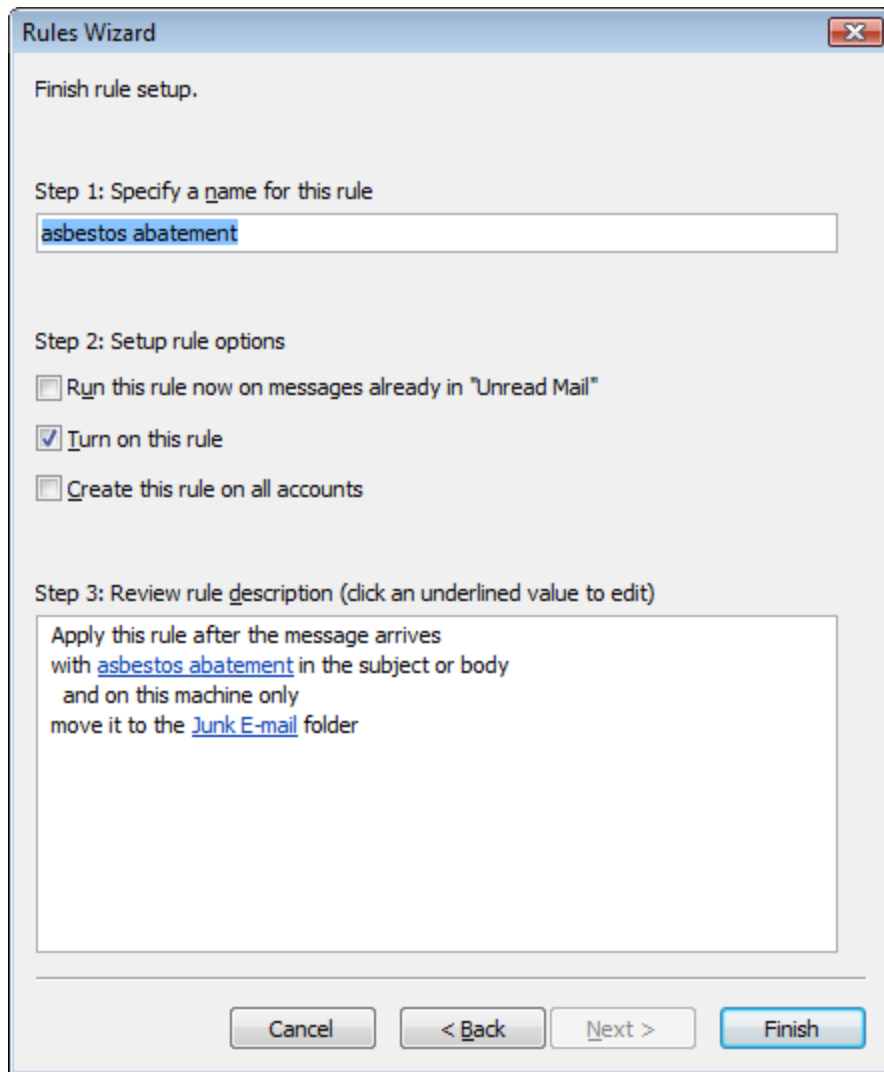 Rules Wizard
Finish rule setup.
Step 1: Specify a name for this rule
asbestos abatement
Step 2: Setup rule options
Run this rule now on messages already in "Unread Mail"
Turn on this rule
Create this rule on all accounts
Step 3: Review rule description (click an underlined value to edit)
Apply this rule after the message arrives
with asbestos abatement in the subject or body
and on this machine only
move it to the Junk E-mail folder
Cancel < Back Next > Finish